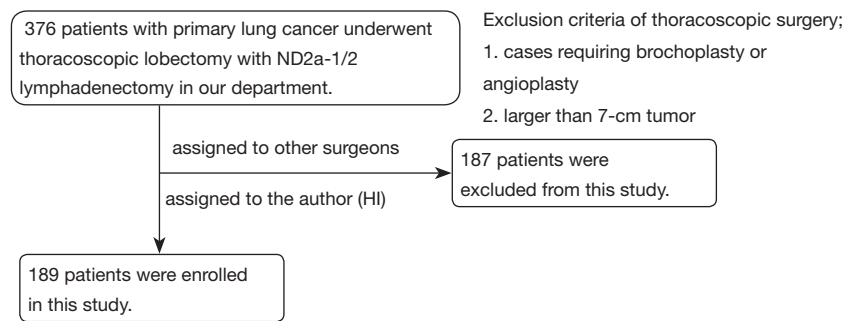 376 patients with primary lung cancer underwent
thoracoscopic lobectomy with ND2a-1/2
lymphadenectomy in our department.
Exclusion criteria of thoracoscopic surgery;
1. cases requiring brochoplasty or
angioplasty
2. larger than 7-cm tumor
assigned to other surgeons
187 patients were
excluded from this study.
assigned to the author (HI)
189 patients were enrolled
in this study.